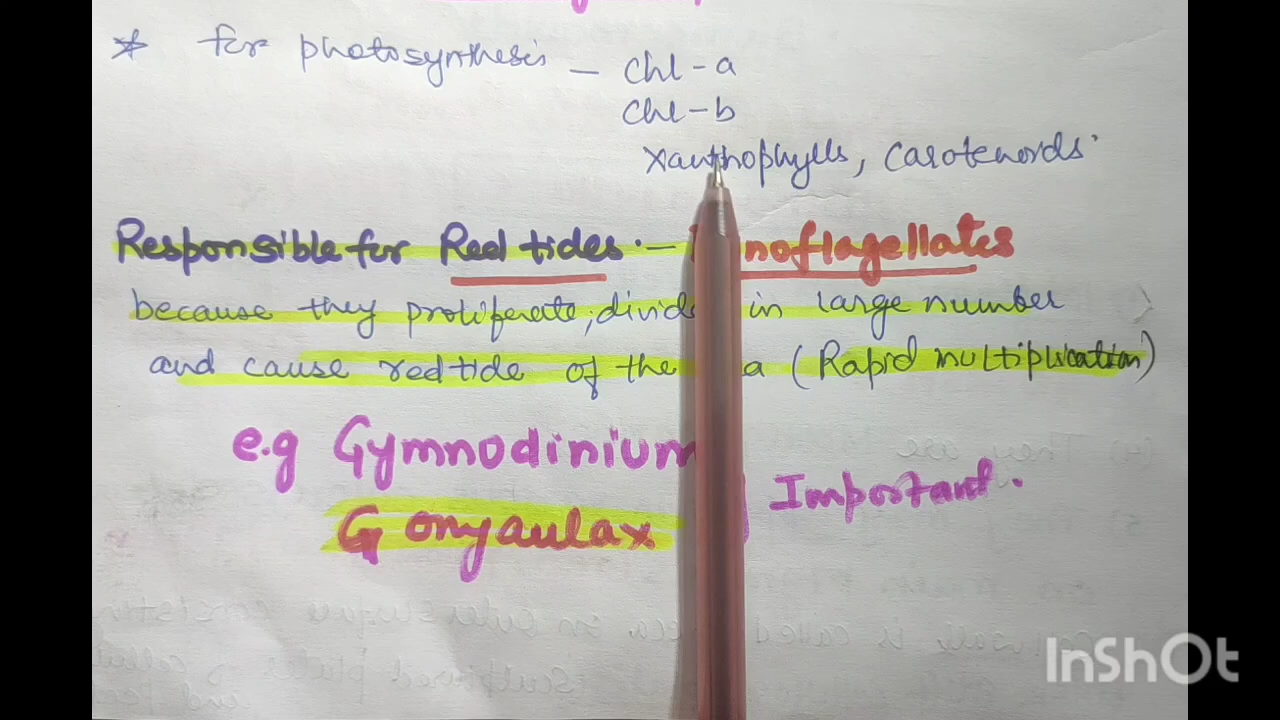 * for photosynthesis - chl-a
chl-b
Xanthophylls, carotenoids.
Responsible for Red tides. - noflagellates
because they proliferate, divid in large number
and cause red tide of the a (Rapid multiplication)
e.g Gymnodinium
Gonyaulax
Important.
InShOt